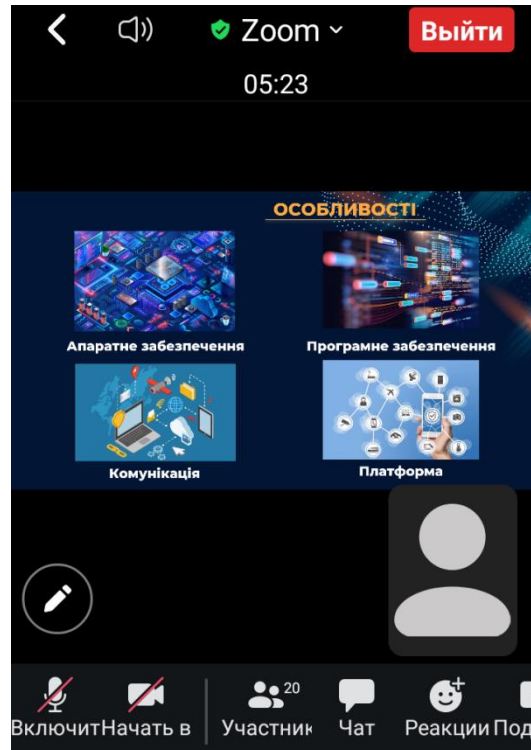 Zoom
Выйти
05:23
ОСОБЛИВОСТІ
Апаратне забезпечення
Програмне забезпечення
Комунікація
Платформа
20
Включит
Начать в
Участник
Чат
Реакции
Под